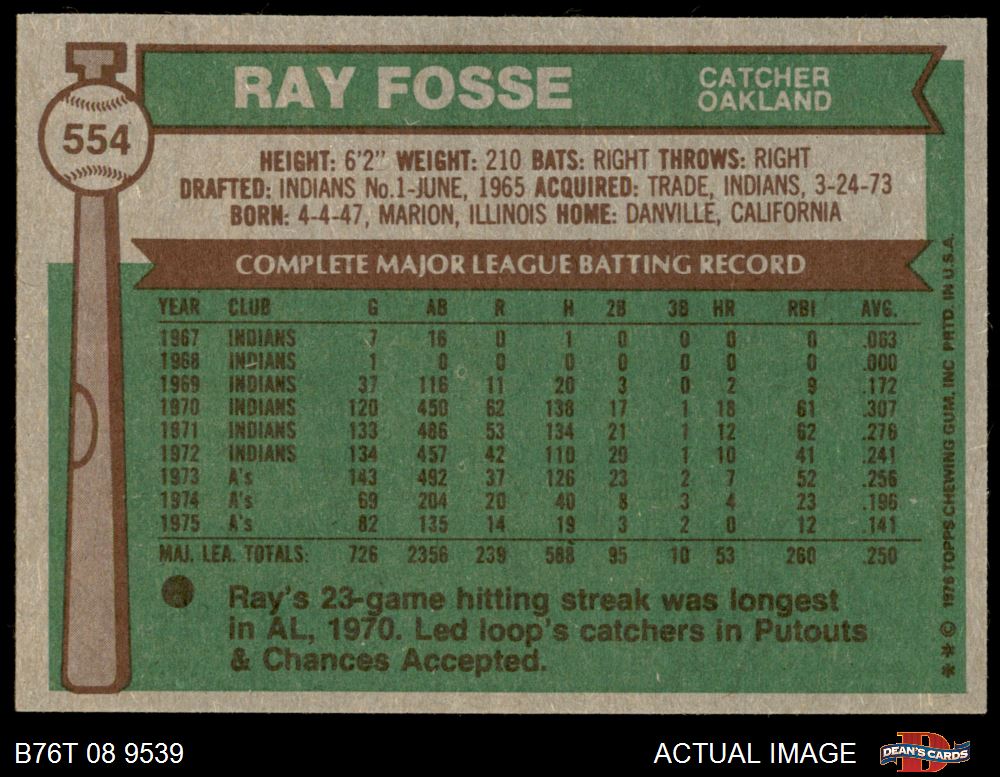 RAY FOSSE
CATCHER
OAKLAND
554
HEIGHT: 6'2" WEIGHT: 210 BATS: RIGHT THROWS: RIGHT
DRAFTED: INDIANS No.1-JUNE, 1965 ACQUIRED: TRADE, INDIANS, 3-24-73
BORN: 4-4-47, MARION, ILLINOIS HOME: DANVILLE, CALIFORNIA
COMPLETE MAJOR LEAGUE BATTING RECORD
YEAR CLUB G AB R H 2B 3B HR RBI AVG.
1967 INDIANS 7 16 0 1 0 0 0 0 .063
1968 INDIANS 1 0 0 0 0 0 0 0 .000
1969 INDIANS 37 116 11 20 3 0 2 9 .172
1970 INDIANS 120 450 62 138 17 1 18 61 .307
1971 INDIANS 133 486 53 134 21 1 12 62 .276
1972 INDIANS 134 457 42 110 20 1 10 41 .241
1973 A's 143 492 37 126 23 2 7 52 .256
1974 A's 69 204 20 40 8 3 4 23 .196
1975 A's 82 135 14 19 3 2 0 12 .141
MAJ. LEA. TOTALS: 726 2356 239 588 95 10 53 260 .250
Ray's 23-game hitting streak was longest
in AL, 1970. Led loop's catchers in Putouts
& Chances Accepted.
** © 1976 TOPPS CHEWING GUM, INC. PRTD. IN U.S.A.
B76T 08 9539
ACTUAL IMAGE
DEAN'S CARDS